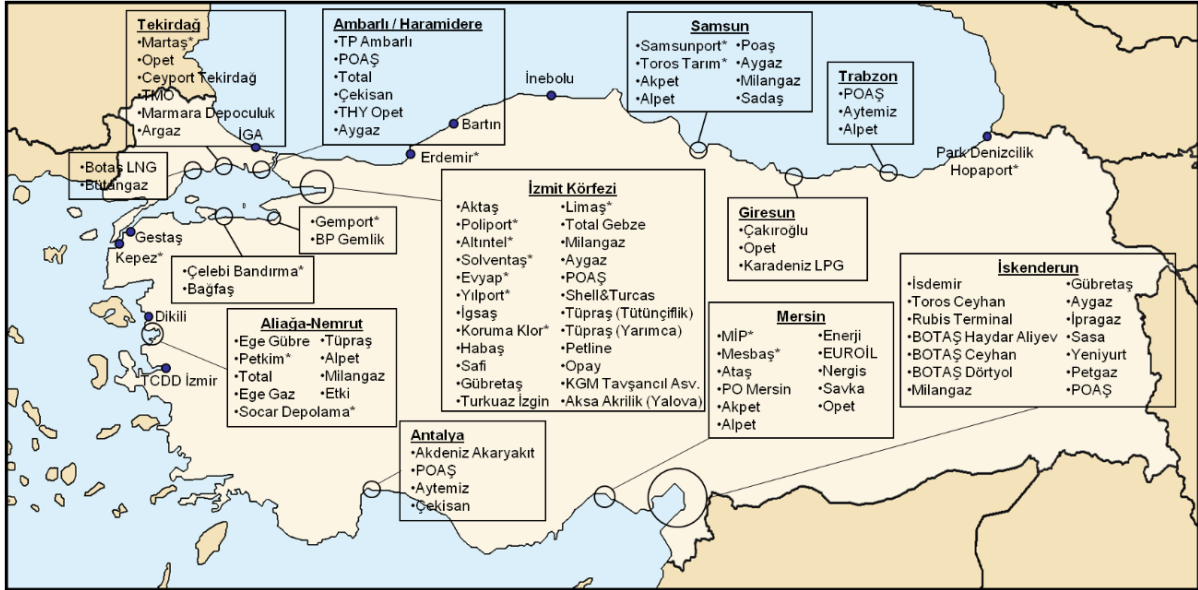 Tekirdağ
•Martaş*
•Opet
•Ceyport Tekirdağ
•TMO
•Marmara Depoculuk
•Argaz
Ambarlı / Haramidere
•TP Ambarlı
•POAŞ
•Total
•Çekisan
•THY Opet
•Aygaz
Samsun
•Samsunport*
•Toros Tarım*
•Akpet
•Alpet
•Poaş
•Aygaz
•Milangaz
•Sadaş
Trabzon
•POAŞ
•Aytemiz
•Alpet
İnebolu
Bartın
Erdemir*
İGA
Park Denizcilik
Hopaport*
•Botaş LNG
•Bütangaz
•Gemport*
•BP Gemlik
Gestaş
Kepez*
•Çelebi Bandırma*
•Bağfaş
İzmit Körfezi
•Aktaş
•Poliport*
•Altıntel*
•Solventaş*
•Evyap*
•Yılport*
•İgsaş
•Koruma Klor*
•Habaş
•Safi
•Gübretaş
•Turkuaz İzgin
•Limaş*
•Total Gebze
•Milangaz
•Aygaz
•POAŞ
•Shell&Turcas
•Tüpraş (Tütünçiflik)
•Tüpraş (Yarımca)
•Petline
•Opay
•KGM Tavşancıl Asv.
•Aksa Akrilik (Yalova)
Giresun
•Çakıroğlu
•Opet
•Karadeniz LPG
İskenderun
•İsdemir
•Toros Ceyhan
•Rubis Terminal
•BOTAŞ Haydar Aliyev
•BOTAŞ Ceyhan
•BOTAŞ Dörtyol
•Milangaz
•Gübretaş
•Aygaz
•İpragaz
•Sasa
•Yeniyurt
•Petgaz
•POAŞ
Dikili
TCDD İzmir
Aliağa-Nemrut
•Ege Gübre
•Petkim*
•Total
•Ege Gaz
•Socar Depolama*
•Tüpraş
•Alpet
•Milangaz
•Etki
Mersin
•MİP*
•Mesbaş*
•Ataş
•PO Mersin
•Akpet
•Alpet
•Enerji
•EUROİL
•Nergis
•Savka
•Opet
Antalya
•Akdeniz Akaryakıt
•POAŞ
•Aytemiz
•Çekisan